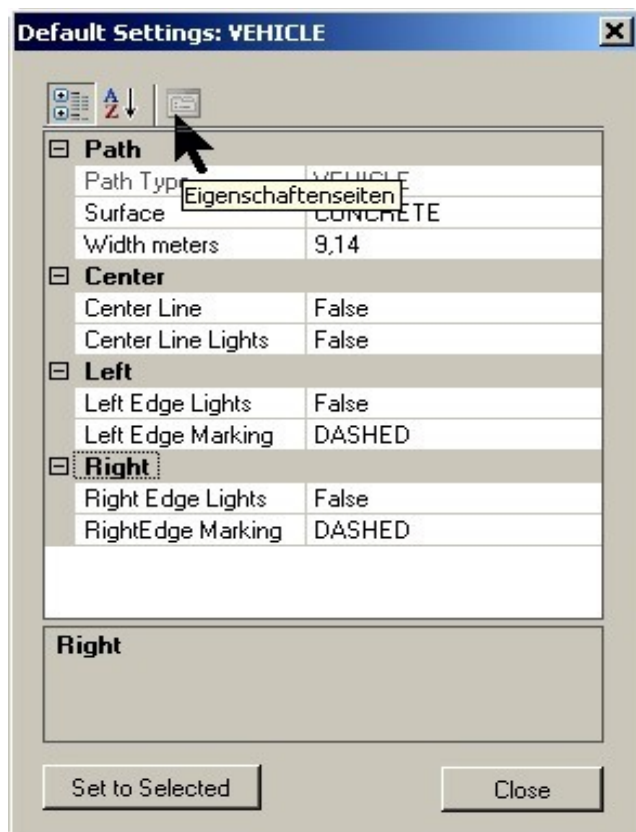 Default Settings: VEHICLE
Path
Path Type VEHICLE
Eigenschaftenseiten
Surface CONCRETE
Width meters 9,14
Center
Center Line False
Center Line Lights False
Left
Left Edge Lights False
Left Edge Marking DASHED
Right
Right Edge Lights False
RightEdge Marking DASHED
Right
Set to Selected Close